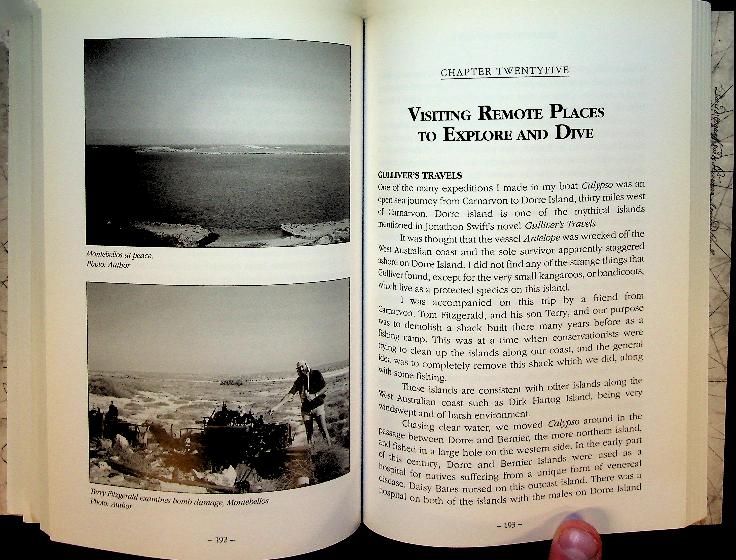 Montebellos at peace.
Photo: Author
Terry Fitzgerald examines bomb damage, Montebellos
Photo: Author
– 192 –
CHAPTER TWENTYFIVE
VISITING REMOTE PLACES
TO EXPLORE AND DIVE
GULLIVER'S TRAVELS
One of the many expeditions I made in my boat Calypso was an
open sea journey from Carnarvon to Dorre Island, thirty miles west
of Carnarvon. Dorre island is one of the mythical islands
mentioned in Jonathon Swift's novel Gulliver's Travels.
It was thought that the vessel Antelope was wrecked off the
West Australian coast and the sole survivor apparently staggered
ashore on Dorre Island. I did not find any of the strange things that
Gulliver found, except for the very small kangaroos, or bandicoots,
which live as a protected species on this island.
I was accompanied on this trip by a friend from
Carnarvon, Tom Fitzgerald, and his son Terry, and our purpose
was to demolish a shack built there many years before as a
fishing camp. This was at a time when conservationists were
trying to clean up the islands along our coast, and the general
idea was to completely remove this shack which we did, along
with some fishing.
These islands are consistent with other islands along the
West Australian coast such as Dirk Hartog Island, being very
windswept and of harsh environment.
Chasing clear water, we moved Calypso around in the
passage between Dorre and Bernier, the more northern island,
and fished in a large hole on the western side. In the early part
of this century, Dorre and Bernier Islands were used as a
hospital for natives suffering from a unique form of venereal
disease. Daisy Bates nursed on this outcast island. There was a
hospital on both of the islands with the males on Dorre Island
– 193 –